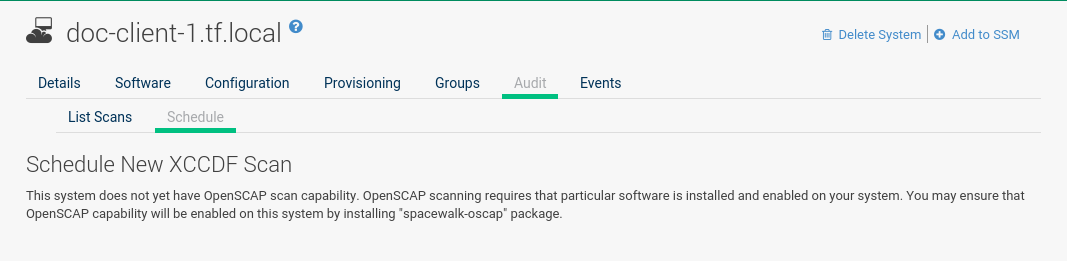 doc-client-1.tf.local ?
Delete System | Add to SSM
Details Software Configuration Provisioning Groups Audit Events
List Scans Schedule
Schedule New XCCDF Scan
This system does not yet have OpenSCAP scan capability. OpenSCAP scanning requires that particular software is installed and enabled on your system. You may ensure that
OpenSCAP capability will be enabled on this system by installing "spacewalk-oscap" package.